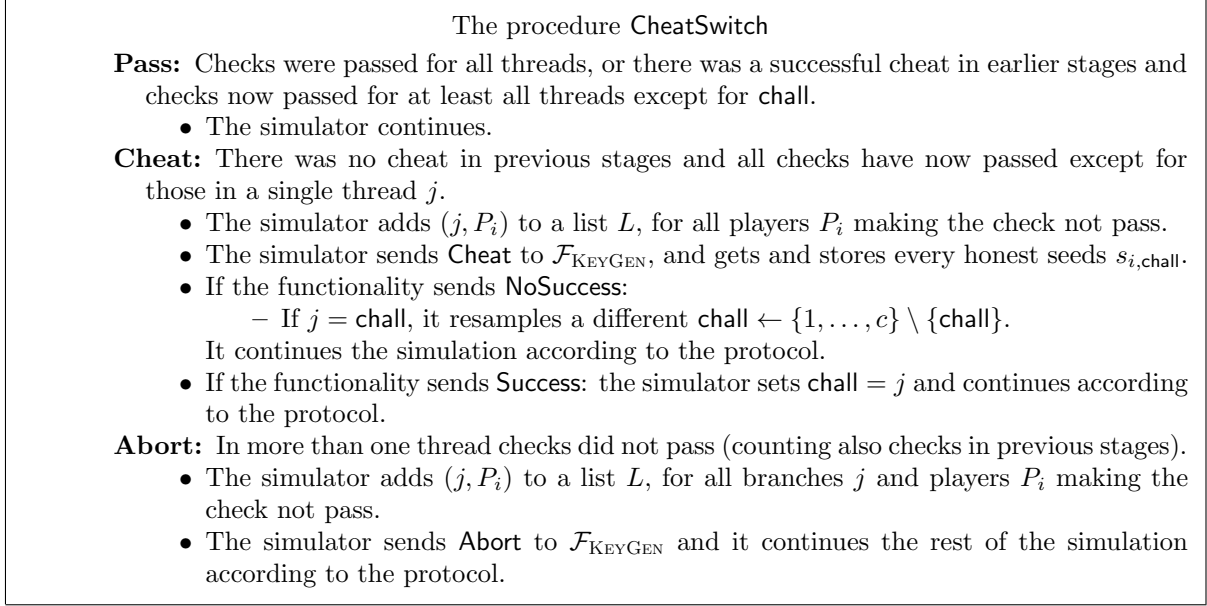 The procedure CheatSwitch
Pass: Checks were passed for all threads, or there was a successful cheat in earlier stages and
checks now passed for at least all threads except for chall.
• The simulator continues.
Cheat: There was no cheat in previous stages and all checks have now passed except for
those in a single thread j.
• The simulator adds (j, P_i) to a list L, for all players P_i making the check not pass.
• The simulator sends Cheat to F_KEYGEN, and gets and stores every honest seeds s_{i,chall}.
• If the functionality sends NoSuccess:
– If j = chall, it resamples a different chall ← {1, . . . , c} \ {chall}.
It continues the simulation according to the protocol.
• If the functionality sends Success: the simulator sets chall = j and continues according
to the protocol.
Abort: In more than one thread checks did not pass (counting also checks in previous stages).
• The simulator adds (j, P_i) to a list L, for all branches j and players P_i making the
check not pass.
• The simulator sends Abort to F_KEYGEN and it continues the rest of the simulation
according to the protocol.